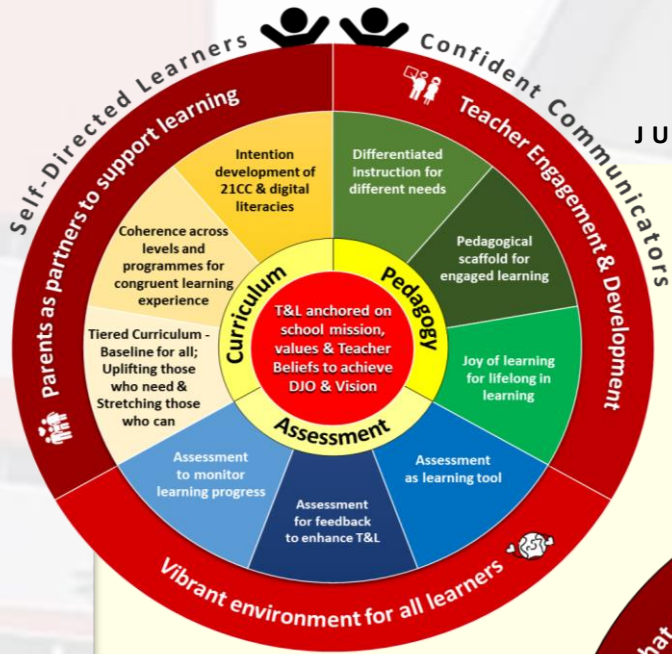 Self-Directed Learners
Confident Communicators
JU
Parents as partners to support learning
Teacher Engagement & Development
Vibrant environment for all learners
Intention
development of
21CC & digital
literacies
Differentiated
instruction for
different needs
Coherence across
levels and
programmes for
congruent learning
experience
Pedagogical
scaffold for
engaged learning
Tiered Curriculum -
Baseline for all;
Uplifting those
who need &
Stretching those
who can
Joy of learning
for lifelong in
learning
Assessment
to monitor
learning progress
Assessment
for feedback
to enhance T&L
Assessment
as learning tool
Curriculum
Pedagogy
Assessment
T&L anchored on
school mission,
values & Teacher
Beliefs to achieve
DJO & Vision
hat